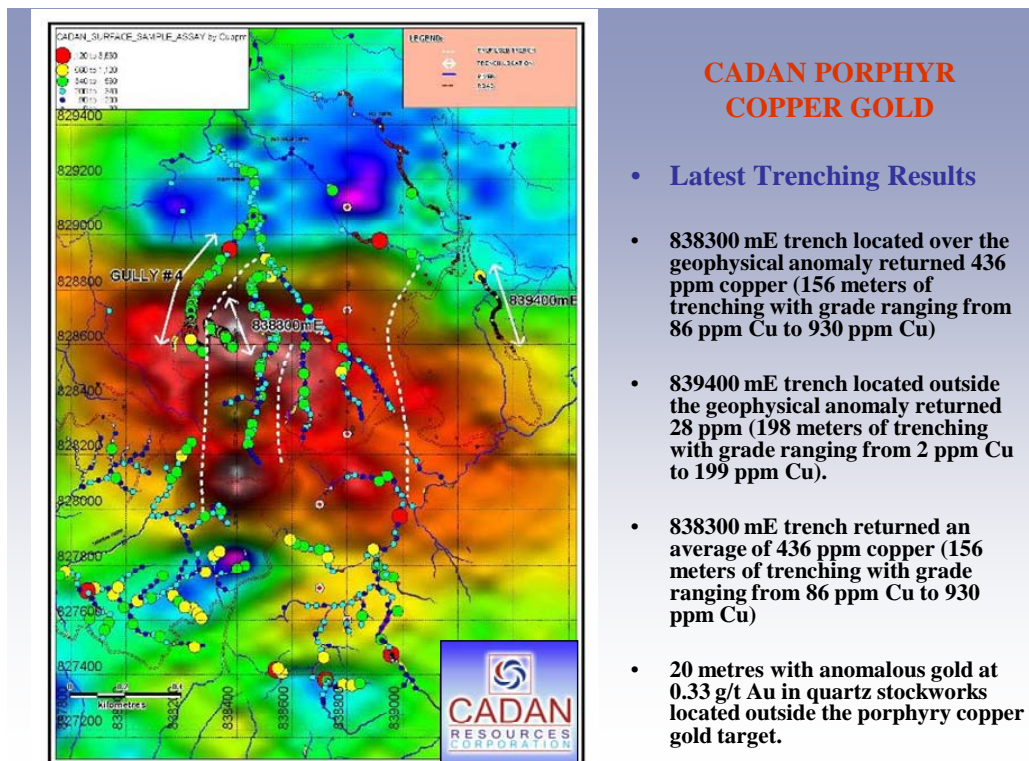 CADAN_SURFACE_SAMPLE_ASSAY by Cuppm
LEGEND:
TRENCH LOCATION
ROAD
829400
829200
829000
828800
828600
828400
828200
828000
827800
827600
827400
827200
GULLY #4
838300mE
839400mE
kilometres
838200
838400
838600
838800
839000
CADAN
RESOURCES
CORPORATION
CADAN PORPHYR
COPPER GOLD
• Latest Trenching Results
• 838300 mE trench located over the
geophysical anomaly returned 436
ppm copper (156 meters of
trenching with grade ranging from
86 ppm Cu to 930 ppm Cu)
• 839400 mE trench located outside
the geophysical anomaly returned
28 ppm (198 meters of trenching
with grade ranging from 2 ppm Cu
to 199 ppm Cu).
• 838300 mE trench returned an
average of 436 ppm copper (156
meters of trenching with grade
ranging from 86 ppm Cu to 930
ppm Cu)
• 20 metres with anomalous gold at
0.33 g/t Au in quartz stockworks
located outside the porphyry copper
gold target.